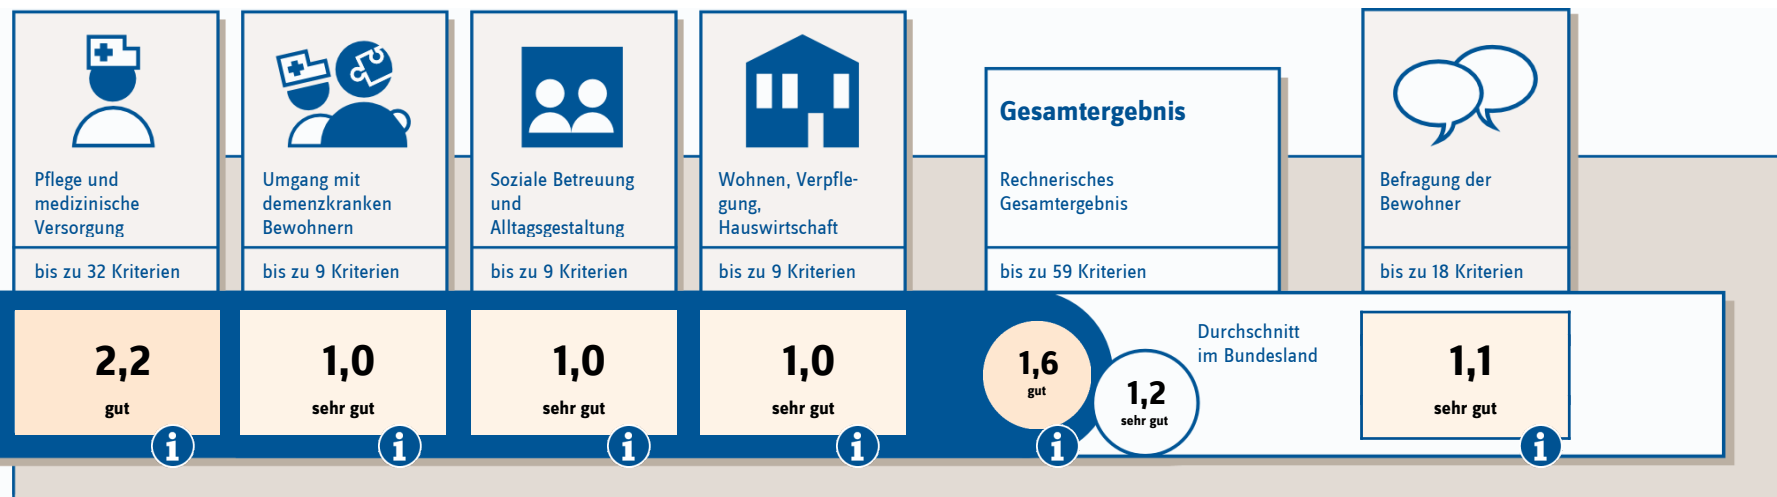 Pflege und
medizinische
Versorgung
bis zu 32 Kriterien
2,2
gut
i
Umgang mit
demenzkranken
Bewohnern
bis zu 9 Kriterien
1,0
sehr gut
i
Soziale Betreuung
und
Alltagsgestaltung
bis zu 9 Kriterien
1,0
sehr gut
i
Wohnen, Verpfle-
gung,
Hauswirtschaft
bis zu 9 Kriterien
1,0
sehr gut
i
Gesamtergebnis
Rechnerisches
Gesamtergebnis
bis zu 59 Kriterien
1,6
gut
i
Durchschnitt
im Bundesland
1,2
sehr gut
Befragung der
Bewohner
bis zu 18 Kriterien
1,1
sehr gut
i